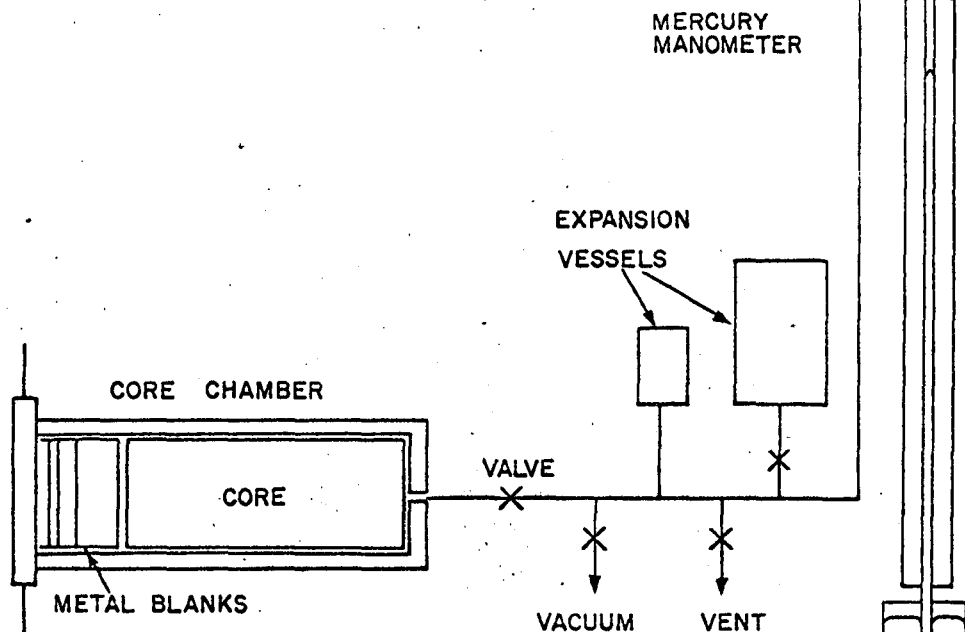 MERCURY
MANOMETER
EXPANSION
VESSELS
CORE CHAMBER
VALVE
CORE
METAL BLANKS
VACUUM
VENT